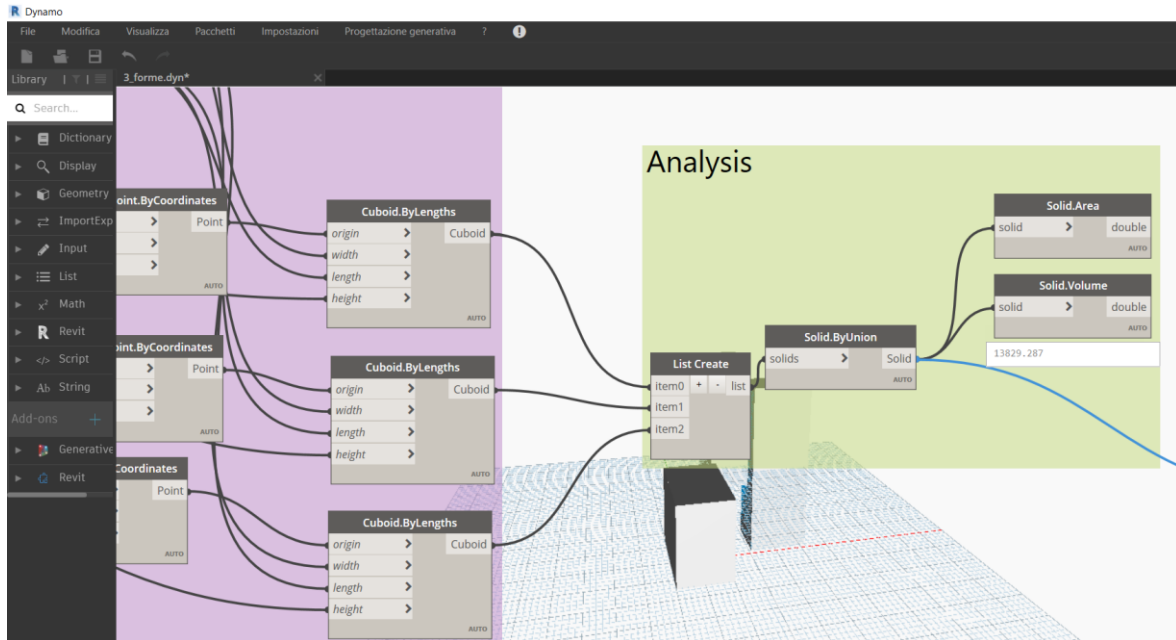 Dynamo
File Modifica Visualizza Pacchetti Impostazioni Progettazione generativa ?
Library
3_forme.dyn*
Search...
Dictionary
Display
Geometry
ImportExp
Input
List
Math
Revit
Script
String
Add-ons
Generative
Revit
oint.ByCoordinates
Point
AUTO
oint.ByCoordinates
Point
AUTO
Coordinates
Point
AUTO
Cuboid.ByLengths
origin Cuboid
width
length
height
AUTO
Cuboid.ByLengths
origin Cuboid
width
length
height
AUTO
Cuboid.ByLengths
origin Cuboid
width
length
height
AUTO
Analysis
List Create
item0 + - list
item1
item2
Solid.ByUnion
solids Solid
AUTO
Solid.Area
solid double
AUTO
Solid.Volume
solid double
AUTO
13829.287